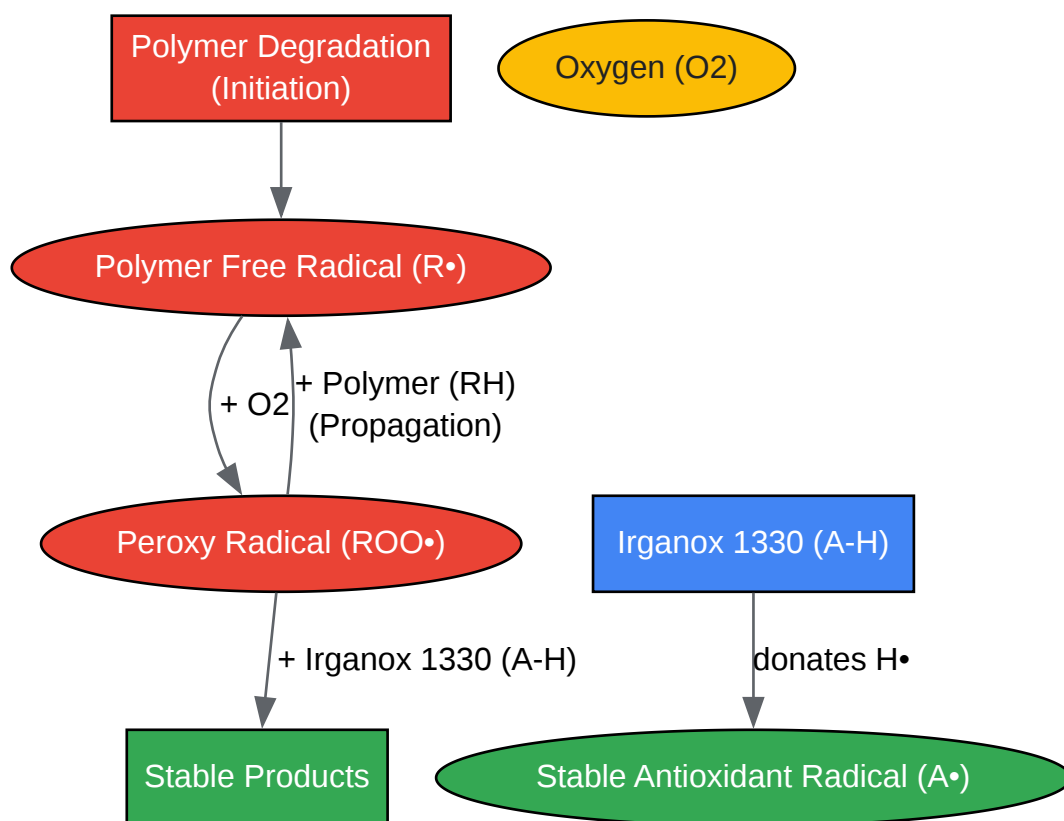 Polymer Degradation
(Initiation)
Oxygen (O2)
Polymer Free Radical (R•)
+ O2
+ Polymer (RH)
(Propagation)
Peroxy Radical (ROO•)
Irganox 1330 (A-H)
+ Irganox 1330 (A-H)
donates H•
Stable Products
Stable Antioxidant Radical (A•)